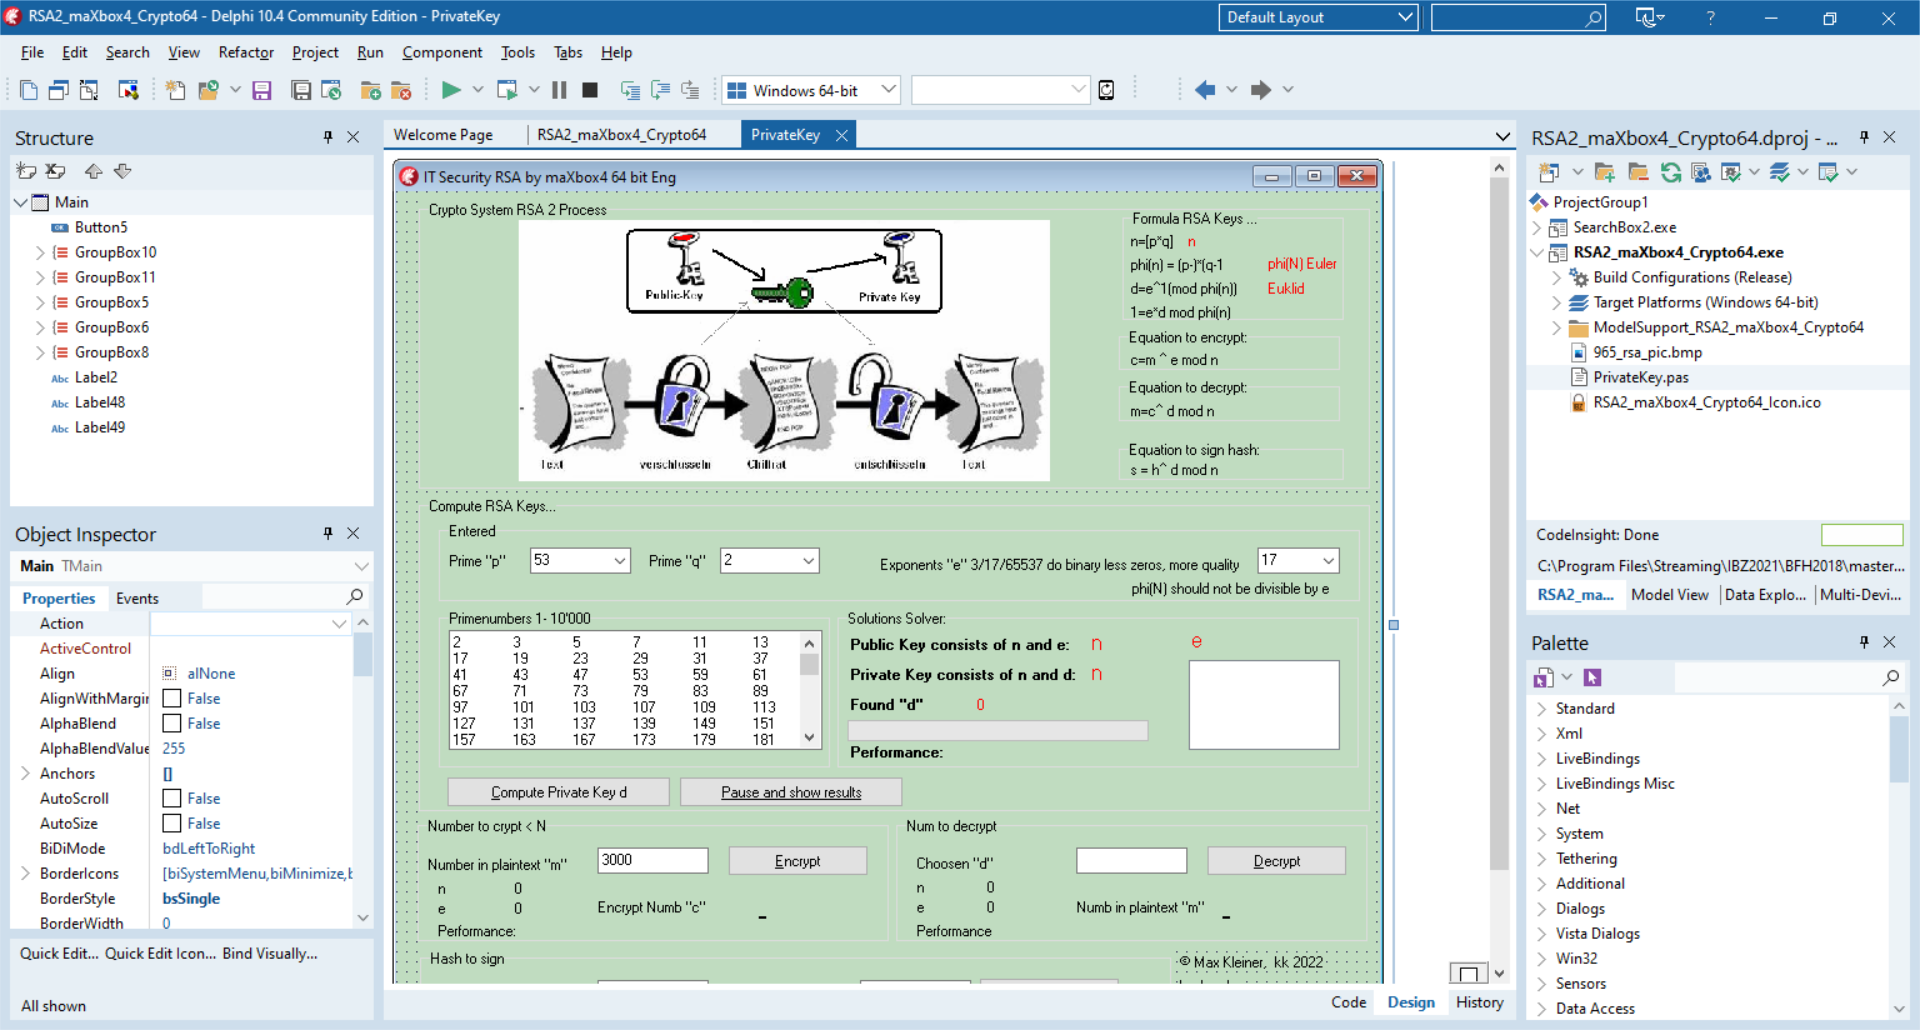 RSA2_maXbox4_Crypto64 - Delphi 10.4 Community Edition - PrivateKey
Default Layout
?
File Edit Search View Refactor Project Run Component Tools Tabs Help
Windows 64-bit
Structure
Main
Button5
GroupBox10
GroupBox11
GroupBox5
GroupBox6
GroupBox8
Abc Label2
Abc Label48
Abc Label49
Object Inspector
Main TMain
Properties Events
Action
ActiveControl
Align alNone
AlignWithMargin False
AlphaBlend False
AlphaBlendValue 255
Anchors []
AutoScroll False
AutoSize False
BiDiMode bdLeftToRight
BorderIcons [biSystemMenu,biMinimize,b
BorderStyle bsSingle
BorderWidth 0
Quick Edit... Quick Edit Icon... Bind Visually...
All shown
Welcome Page RSA2_maXbox4_Crypto64 PrivateKey
IT Security RSA by maXbox4 64 bit Eng
Crypto System RSA 2 Process
Public-Key
Private Key
Text
Text
Formula RSA Keys ...
n=[p*q] n
phi(n) = (p-)*(q-1 phi(N) Euler
d=e^1(mod phi(n)) Euklid
1=e*d mod phi(n)
Equation to encrypt:
c=m ^ e mod n
Equation to decrypt:
m=c^ d mod n
Equation to sign hash:
s = h^ d mod n
Compute RSA Keys...
Entered
Prime "p" 53 Prime "q" 2 Exponents "e" 3/17/65537 do binary less zeros, more quality 17
phi(N) should not be divisible by e
Primenumbers 1- 10'000
2 3 5 7 11 13
17 19 23 29 31 37
41 43 47 53 59 61
67 71 73 79 83 89
97 101 103 107 109 113
127 131 137 139 149 151
157 163 167 173 179 181
Solutions Solver:
Public Key consists of n and e: n e
Private Key consists of n and d: n
Found "d" 0
Performance:
Compute Private Key d Pause and show results
Number to crypt < N
Number in plaintext "m" 3000 Encrypt
n 0
e 0 Encrypt Numb "c" _
Performance:
Num to decrypt
Choosen "d" Decrypt
n 0
e 0 Numb in plaintext "m" _
Performance
Hash to sign
© Max Kleiner, kk 2022
Code Design History
RSA2_maXbox4_Crypto64.dproj - ...
ProjectGroup1
SearchBox2.exe
RSA2_maXbox4_Crypto64.exe
Build Configurations (Release)
Target Platforms (Windows 64-bit)
ModelSupport_RSA2_maXbox4_Crypto64
965_rsa_pic.bmp
PrivateKey.pas
RSA2_maXbox4_Crypto64_Icon.ico
CodeInsight: Done
C:\Program Files\Streaming\IBZ2021\BFH2018\master...
RSA2_ma... Model View Data Explo... Multi-Devi...
Palette
Standard
Xml
LiveBindings
LiveBindings Misc
Net
System
Tethering
Additional
Dialogs
Vista Dialogs
Win32
Sensors
Data Access